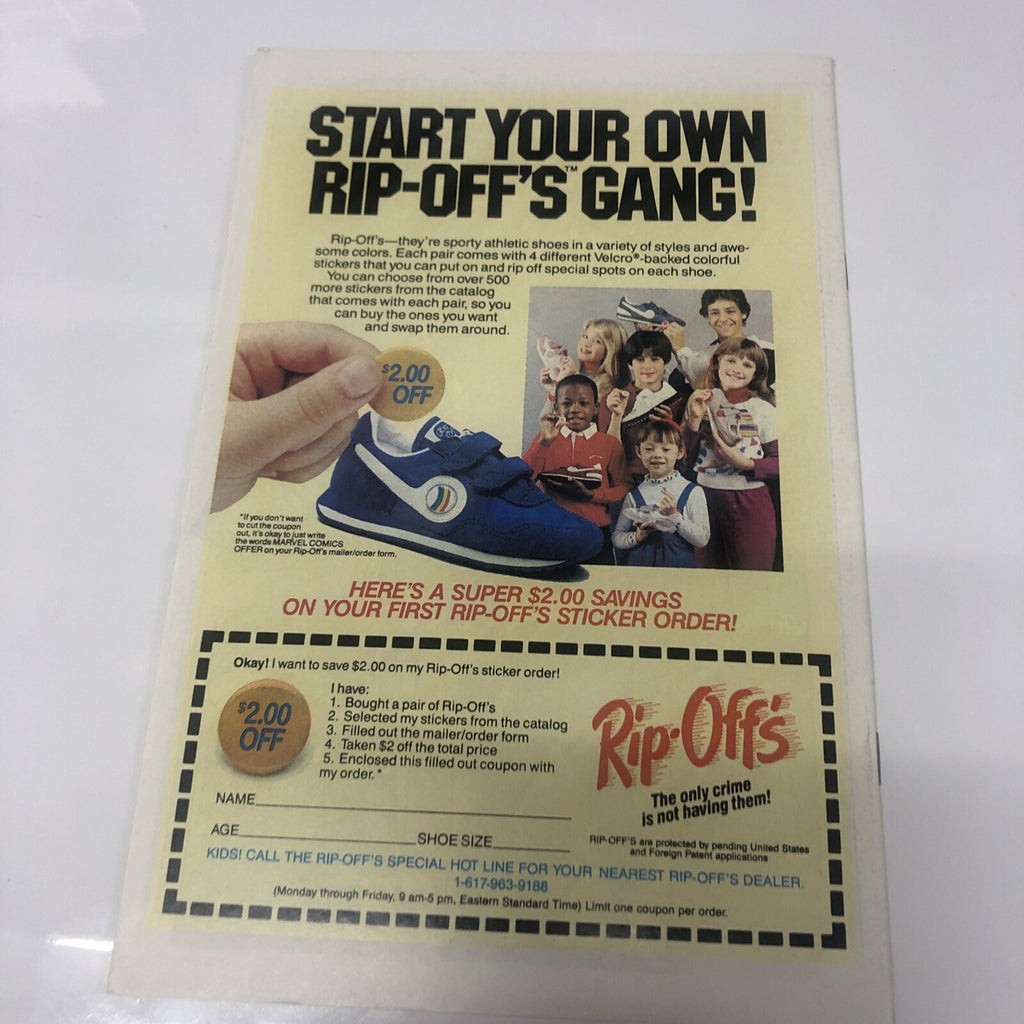 START YOUR OWN
RIP-OFF'S™ GANG!
Rip-Off's—they're sporty athletic shoes in a variety of styles and awe-
some colors. Each pair comes with 4 different Velcro®-backed colorful
stickers that you can put on and rip off special spots on each shoe.
You can choose from over 500
more stickers from the catalog
that comes with each pair, so you
can buy the ones you want
and swap them around.
$2.00
OFF
*If you don't want
to cut the coupon
out, it's okay to just write
the words MARVEL COMICS
OFFER on your Rip-Off's mailer/order form.
HERE'S A SUPER $2.00 SAVINGS
ON YOUR FIRST RIP-OFF'S STICKER ORDER!
Okay! I want to save $2.00 on my Rip-Off's sticker order!
$2.00
OFF
I have:
1. Bought a pair of Rip-Off's
2. Selected my stickers from the catalog
3. Filled out the mailer/order form
4. Taken $2 off the total price
5. Enclosed this filled out coupon with
my order.*
Rip-Off's
The only crime
is not having them!
NAME
AGE SHOE SIZE
RIP-OFF'S are protected by pending United States
and Foreign Patent applications
KIDS! CALL THE RIP-OFF'S SPECIAL HOT LINE FOR YOUR NEAREST RIP-OFF'S DEALER.
1-617-963-9188
(Monday through Friday, 9 am-5 pm, Eastern Standard Time) Limit one coupon per order.